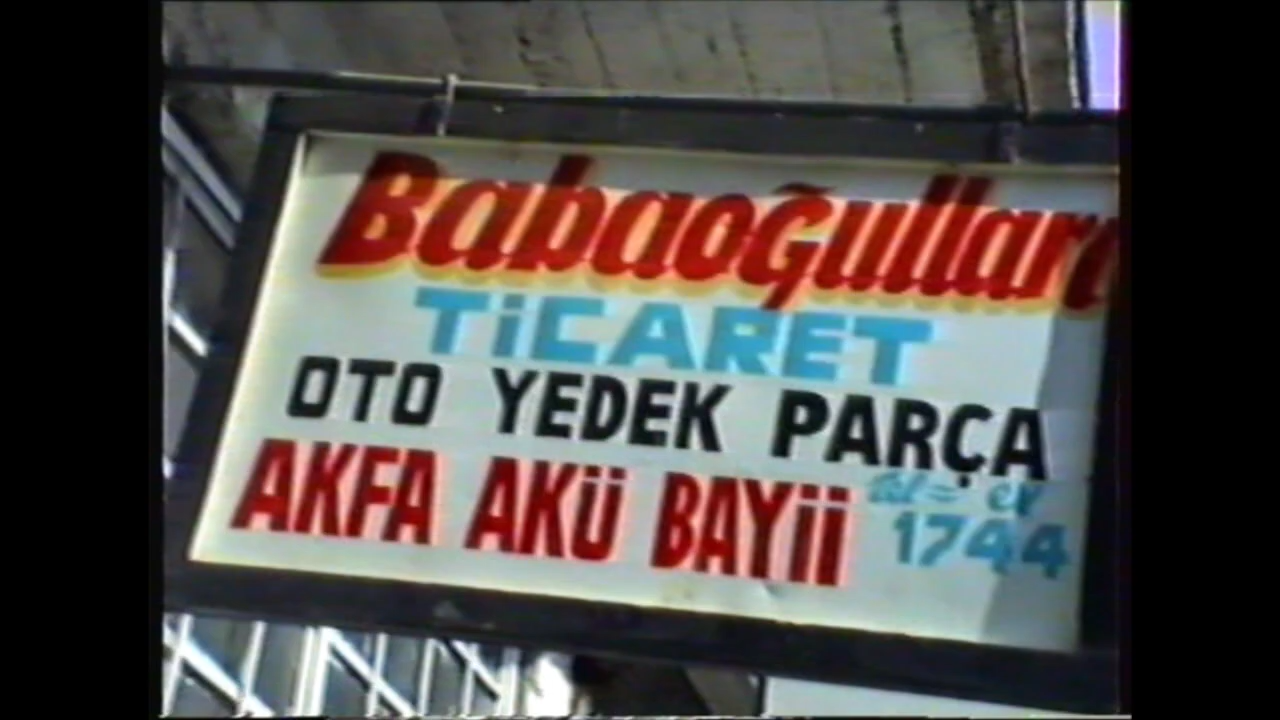 Babaoğulları
TİCARET
OTO YEDEK PARÇA
AKFA AKÜ BAYİİ
1744